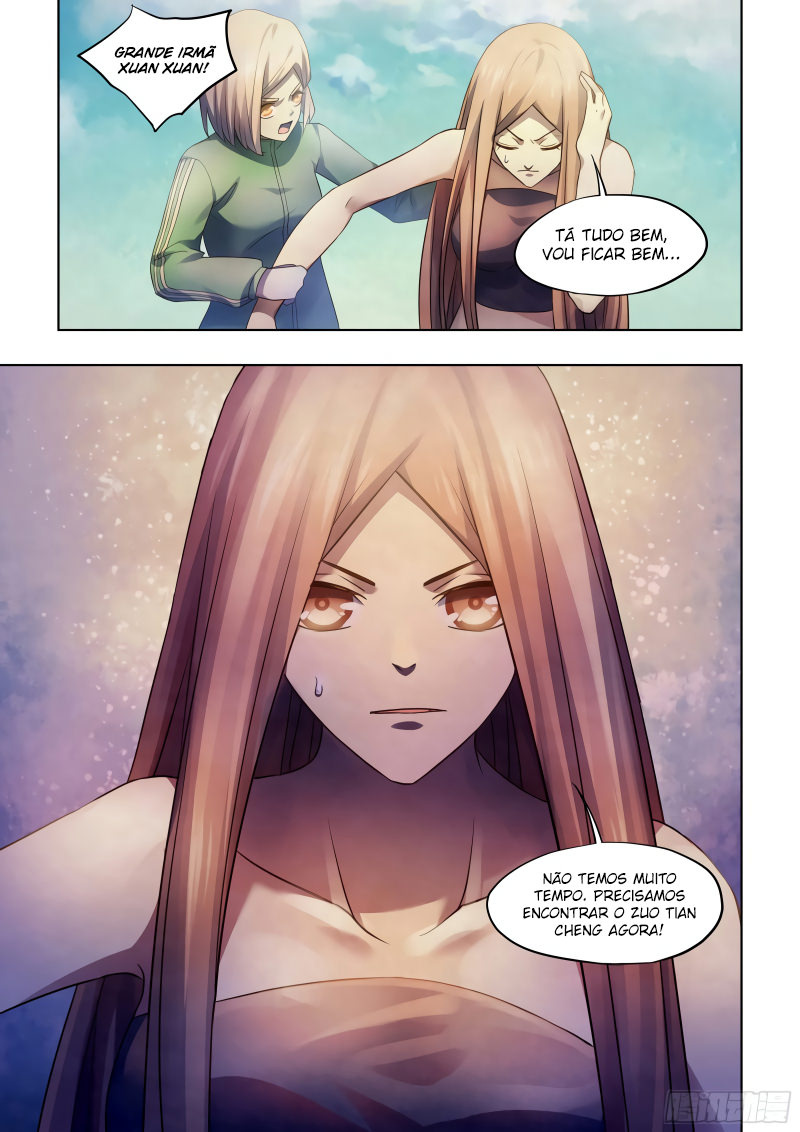 GRANDE IRMÃ
XUAN XUAN!
TÁ TUDO BEM,
VOU FICAR BEM...
NÃO TEMOS MUITO
TEMPO. PRECISAMOS
ENCONTRAR O ZUO TIAN
CHENG AGORA!